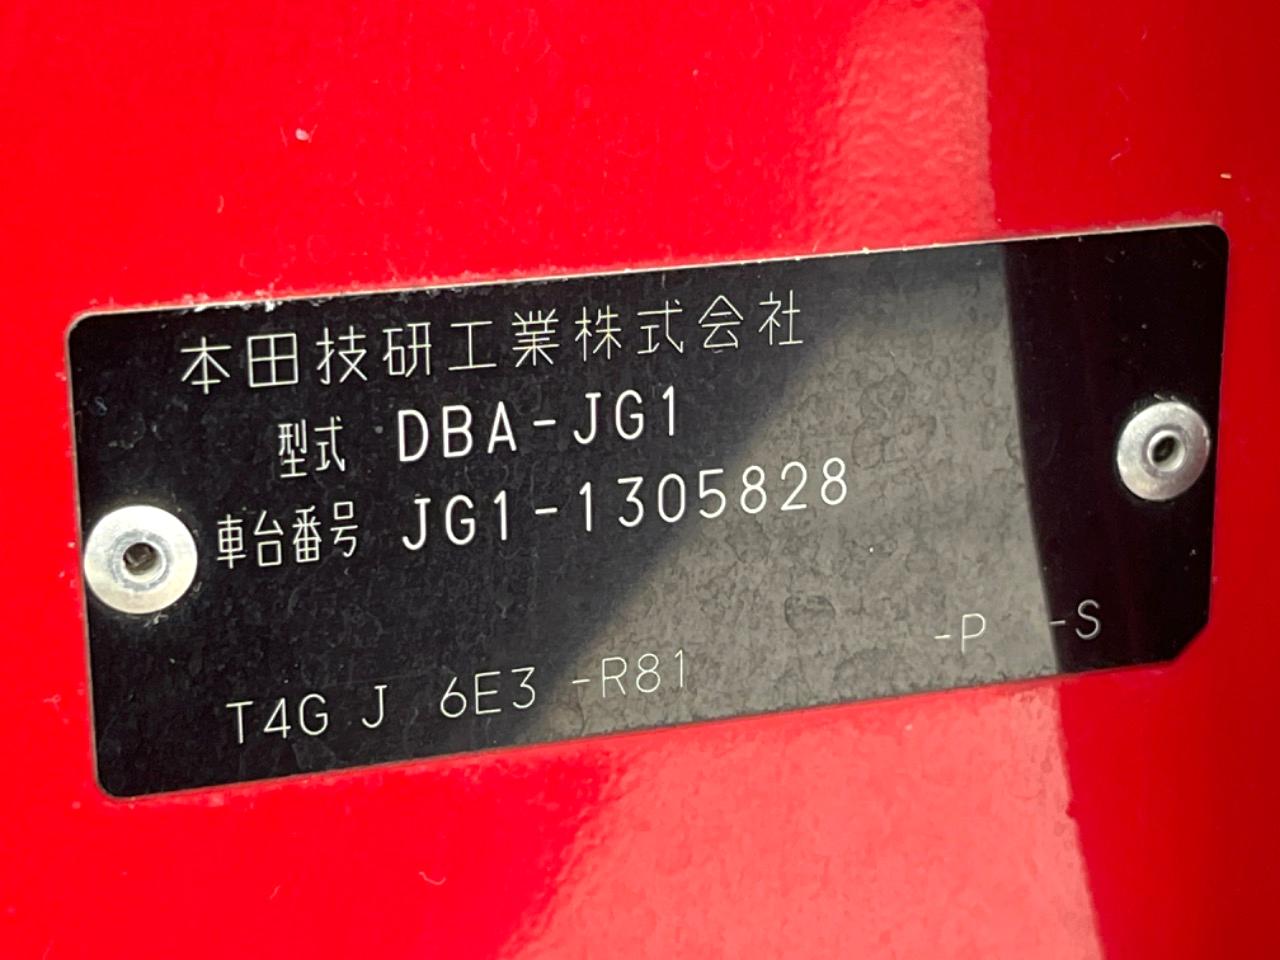 本田技研工業株式会社
型式 DBA-JG1
車台番号 JG1-1305828
T4G J 6E3 -R81 -P -S